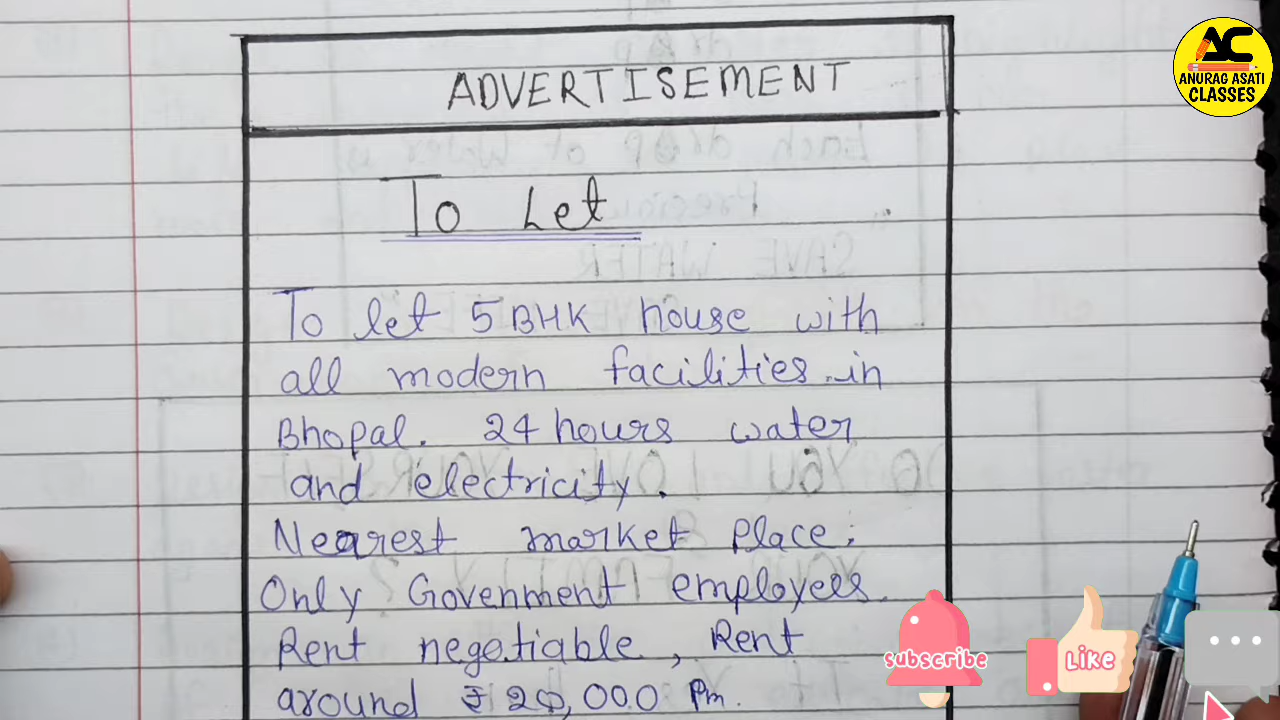 ADVERTISEMENT
To Let
To let 5 BHK house with
all modern facilities in
Bhopal. 24 hours water
and electricity.
Nearest market place.
Only Govenment employees.
Rent negotiable, Rent
around ₹ 20,000 Pm.
AC
ANURAG ASATI
CLASSES
subscribe
LiKE